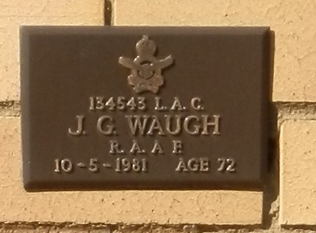 134543 L.A.C.
J. G. WAUGH
R. A. A F.
10-5-1981 AGE 72